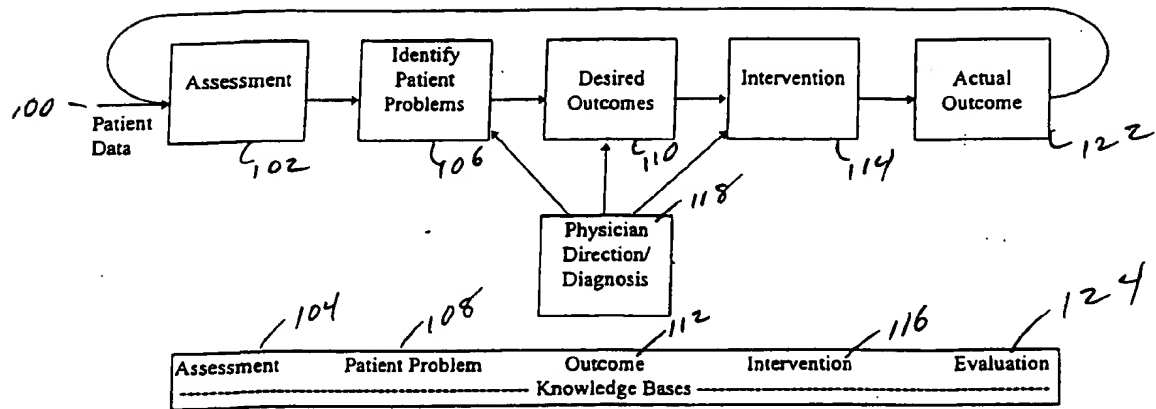 Assessment
Identify
Patient
Problems
Desired
Outcomes
Intervention
Actual
Outcome
100
Patient
Data
102
106
110
114
122
118
Physician
Direction/
Diagnosis
104
108
112
116
124
Assessment Patient Problem Outcome Intervention Evaluation
Knowledge Bases